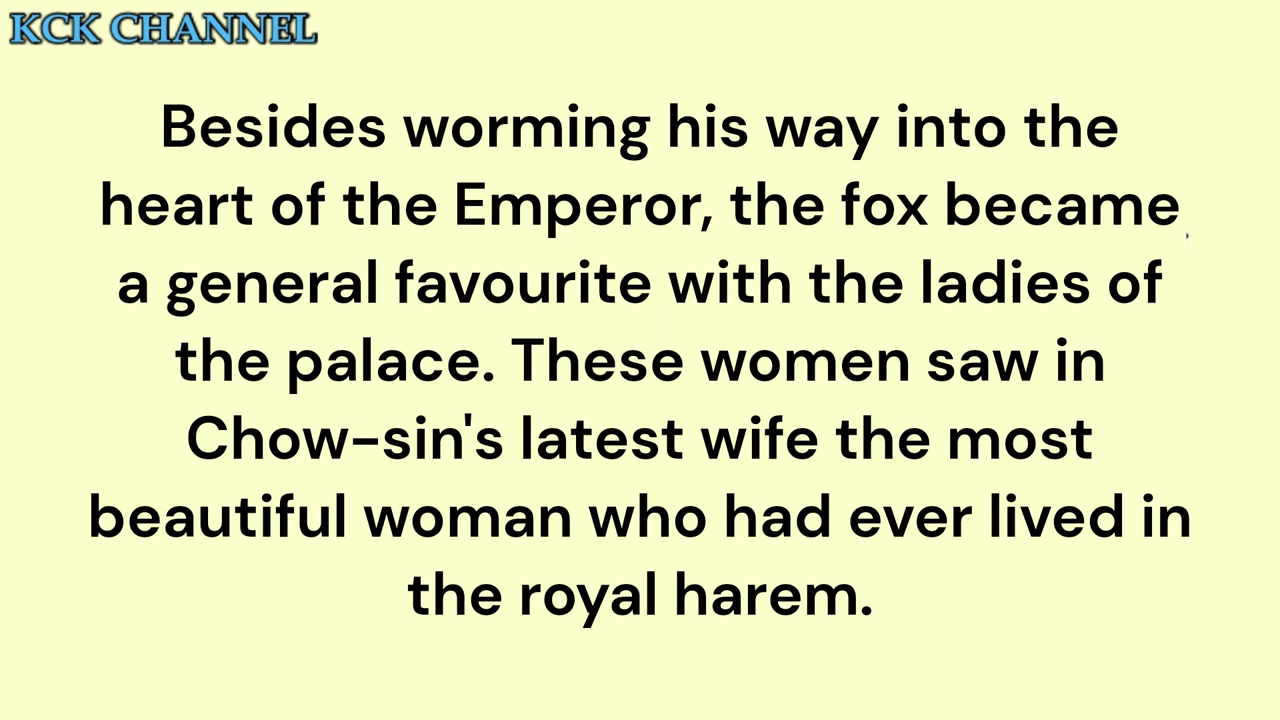 KCK CHANNEL
Besides worming his way into the
heart of the Emperor, the fox became
a general favourite with the ladies of
the palace. These women saw in
Chow-sin's latest wife the most
beautiful woman who had ever lived in
the royal harem.